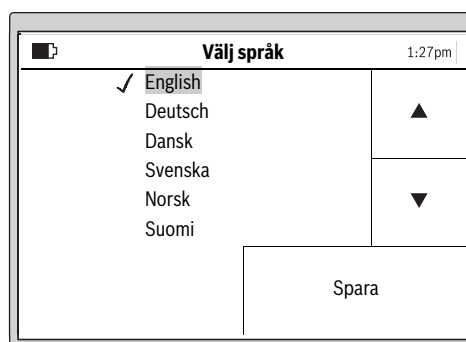 Välj språk 1:27pm
✓ English
Deutsch
Dansk
Svenska
Norsk
Suomi
Spara